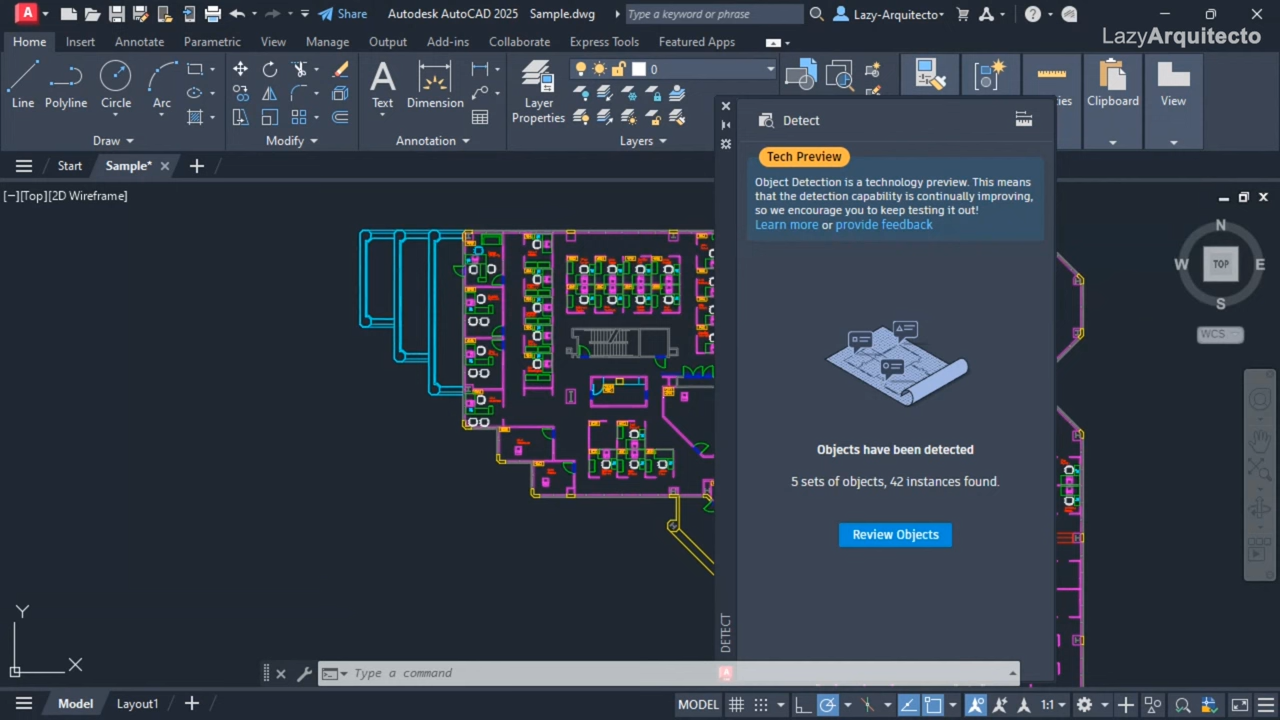 Share
Autodesk AutoCAD 2025 Sample.dwg
Type a keyword or phrase
Lazy-Arquitecto
LazyArquitecto
Home Insert Annotate Parametric View Manage Output Add-ins Collaborate Express Tools Featured Apps
0
Line Polyline Circle Arc
Text Dimension
Layer
Properties
Clipboard
View
Draw Modify Annotation Layers
Start Sample* +
[−][Top][2D Wireframe]
Detect
Tech Preview
Object Detection is a technology preview. This means
that the detection capability is continually improving,
so we encourage you to keep testing it out!
Learn more or provide feedback
Objects have been detected
5 sets of objects, 42 instances found.
Review Objects
DETECT
N
W TOP E
S
WCS
Y
X
Type a command
Model Layout1 +
MODEL 1:1